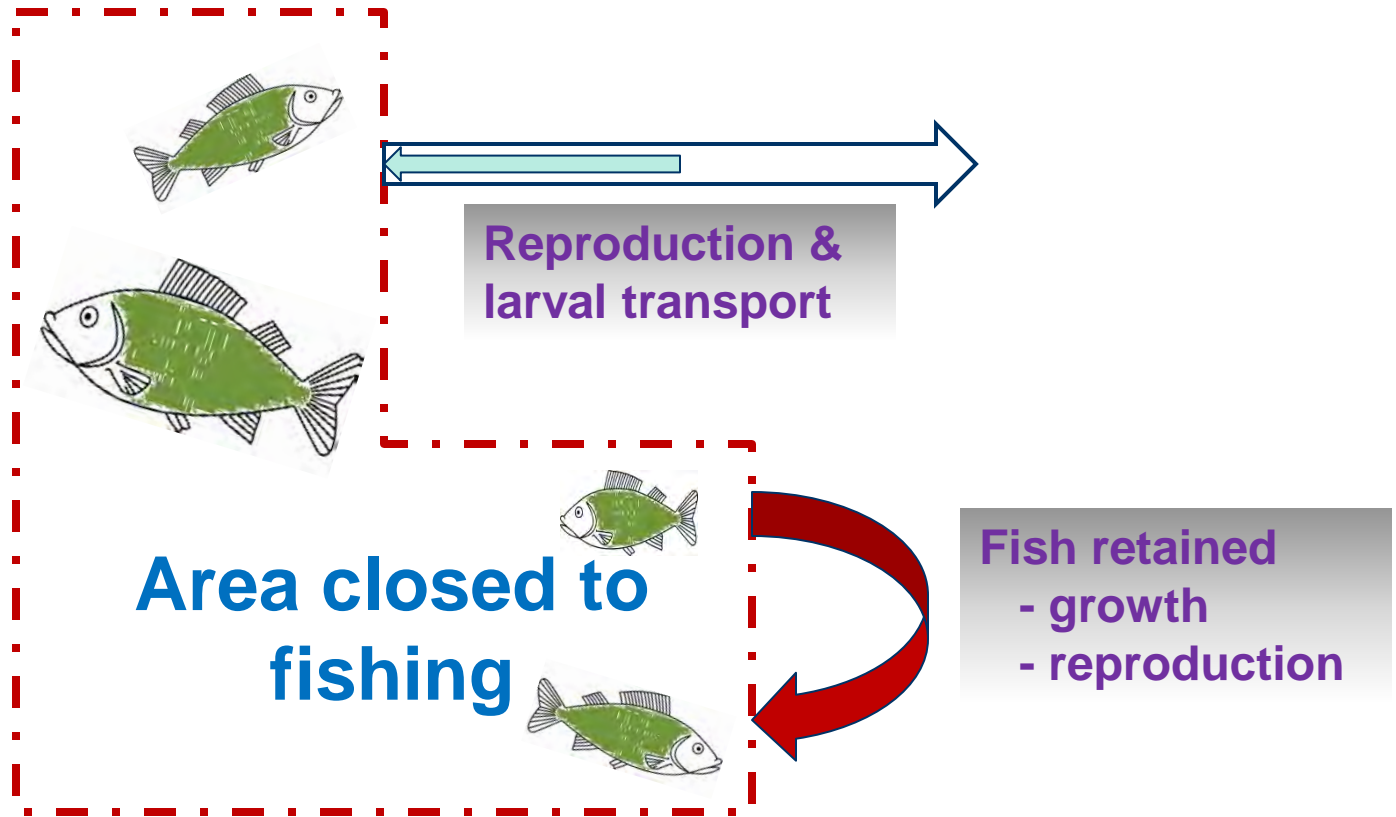 Reproduction &
larval transport
Area closed to
fishing
Fish retained
- growth
- reproduction